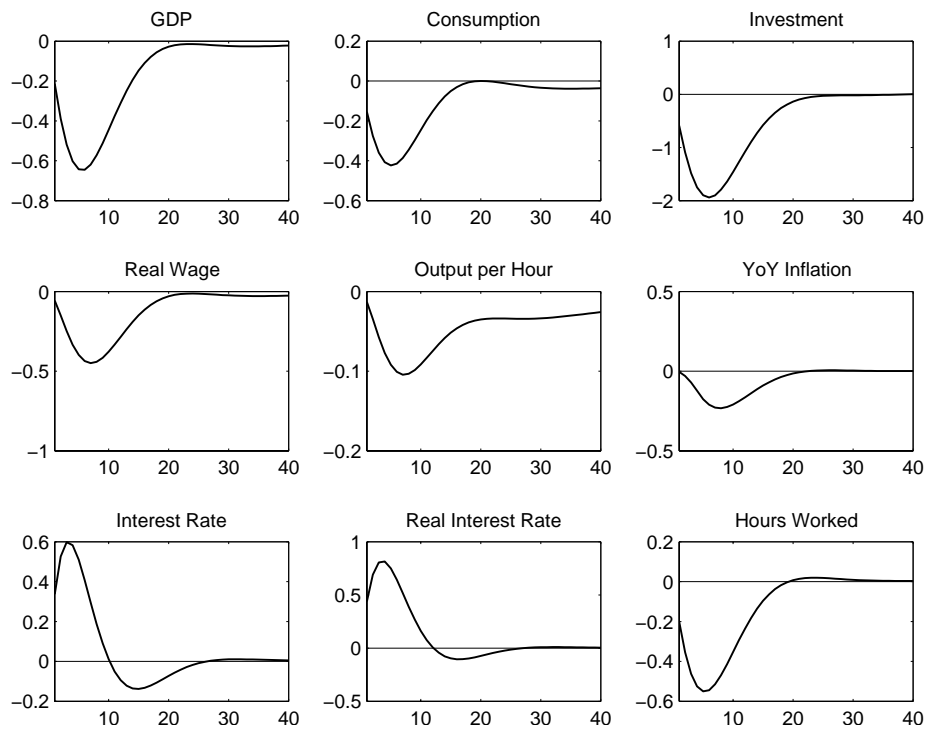 GDP
0
−0.2
−0.4
−0.6
−0.8
10 20 30 40
Consumption
0.2
0
−0.2
−0.4
−0.6
10 20 30 40
Investment
1
0
−1
−2
10 20 30 40
Real Wage
0
−0.5
−1
10 20 30 40
Output per Hour
0
−0.1
−0.2
10 20 30 40
YoY Inflation
0.5
0
−0.5
10 20 30 40
Interest Rate
0.6
0.4
0.2
0
−0.2
10 20 30 40
Real Interest Rate
1
0.5
0
−0.5
10 20 30 40
Hours Worked
0.2
0
−0.2
−0.4
−0.6
10 20 30 40